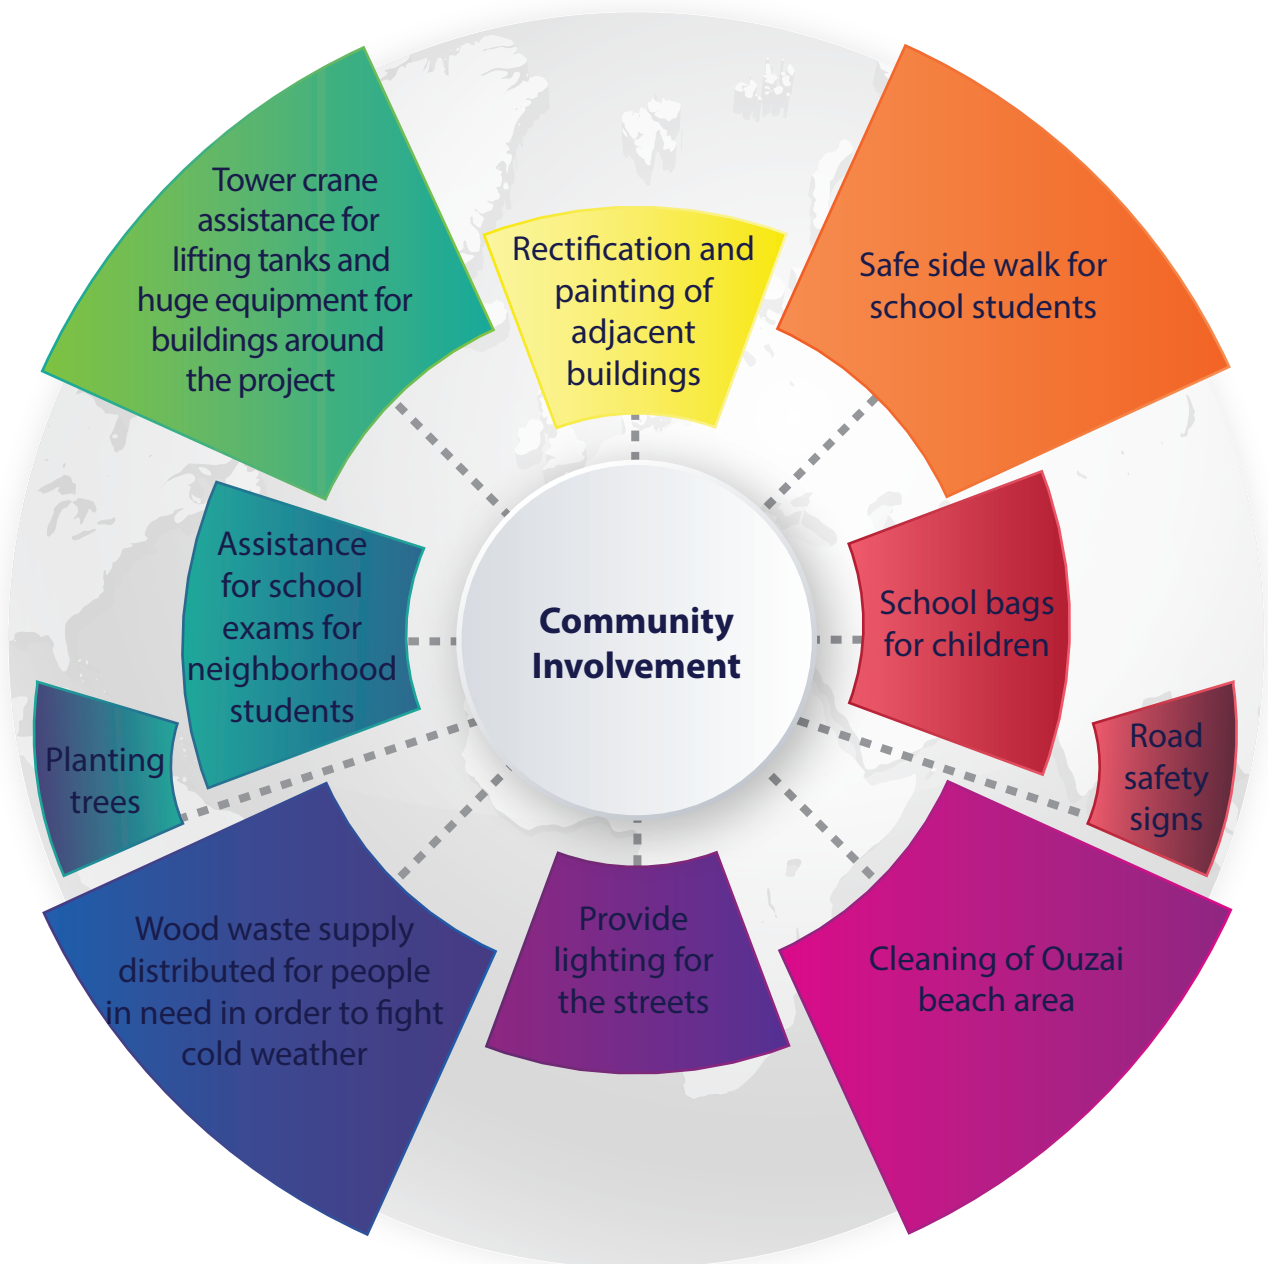 Tower crane
assistance for
lifting tanks and
huge equipment for
buildings around
the project
Rectification and
painting of
adjacent
buildings
Safe side walk for
school students
Assistance
for school
exams for
neighborhood
students
Community
Involvement
School bags
for children
Planting
trees
Road
safety
signs
Wood waste supply
distributed for people
in need in order to fight
cold weather
Provide
lighting for
the streets
Cleaning of Ouzai
beach area